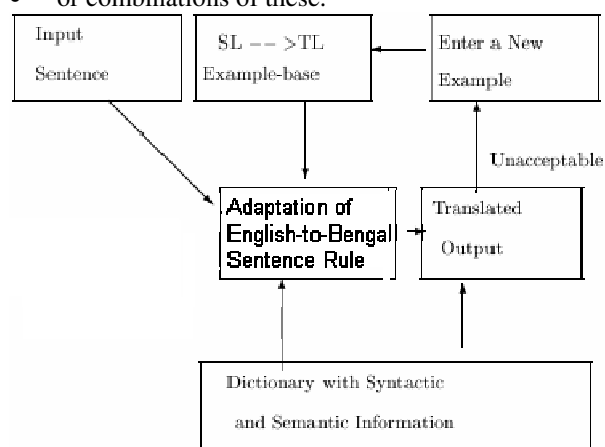 • or combinations of these.
Input
Sentence
SL −− >TL
Example-base
Enter a New
Example
Unacceptable
Adaptation of
English-to-Bengali
Sentence Rule
Translated
Output
Dictionary with Syntactic
and Semantic Information